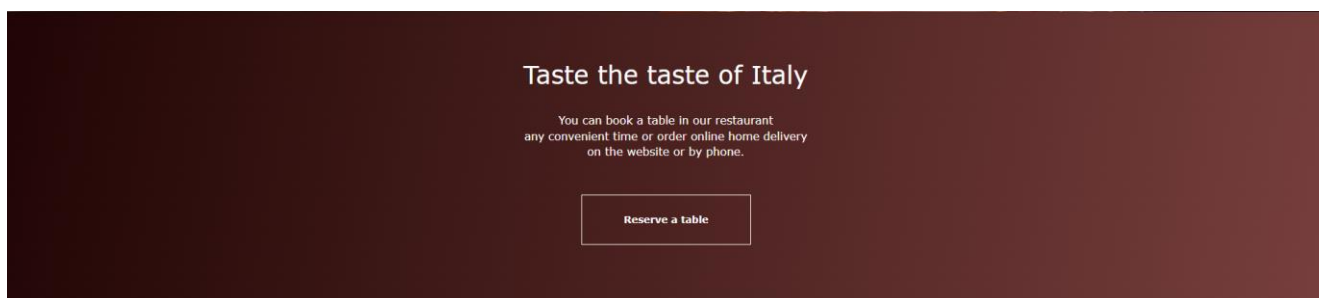 Taste the taste of Italy
You can book a table in our restaurant
any convenient time or order online home delivery
on the website or by phone.
Reserve a table